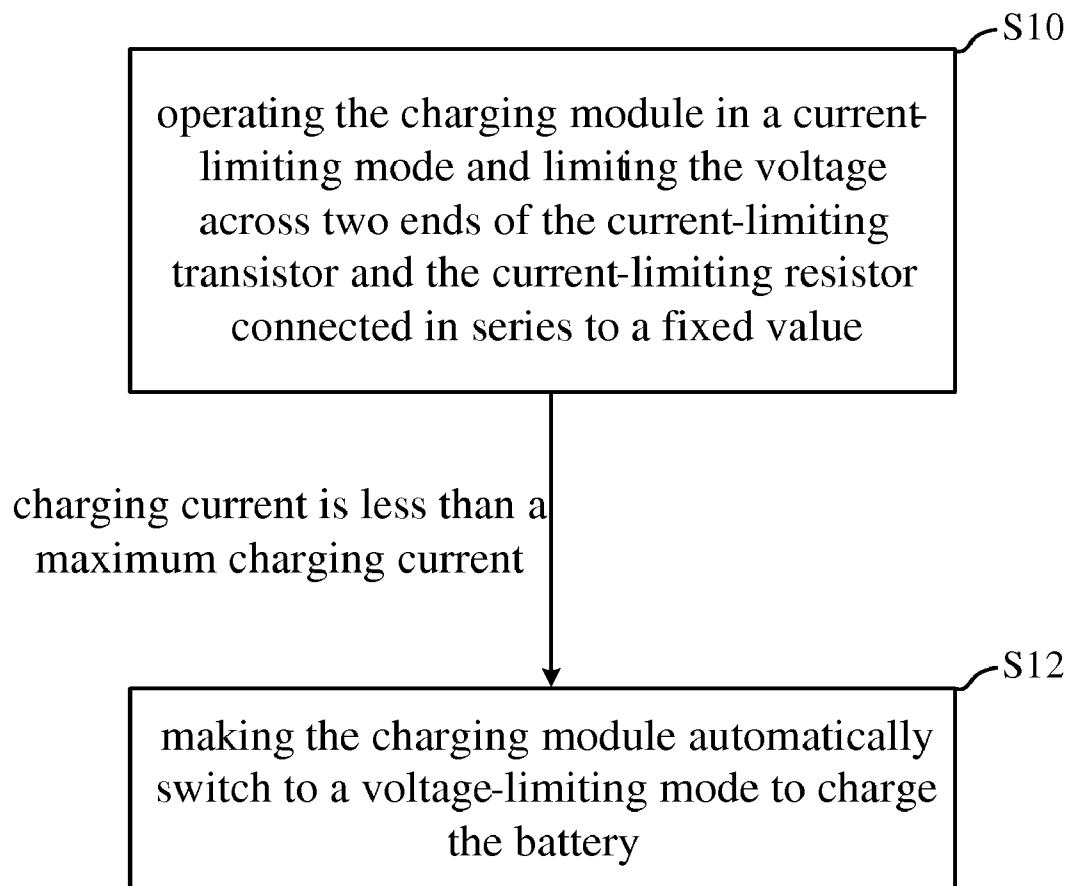 S10
operating the charging module in a current-
limiting mode and limiting the voltage
across two ends of the current-limiting
transistor and the current-limiting resistor
connected in series to a fixed value
charging current is less than a
maximum charging current
S12
making the charging module automatically
switch to a voltage-limiting mode to charge
the battery